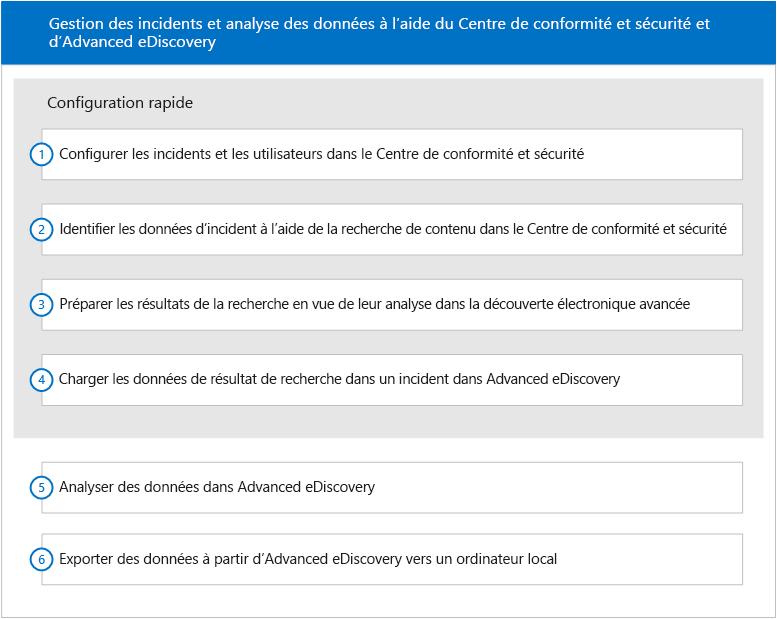 Gestion des incidents et analyse des données à l’aide du Centre de conformité et sécurité et
d’Advanced eDiscovery
Configuration rapide
1 Configurer les incidents et les utilisateurs dans le Centre de conformité et sécurité
2 Identifier les données d’incident à l’aide de la recherche de contenu dans le Centre de conformité et sécurité
3 Préparer les résultats de la recherche en vue de leur analyse dans la découverte électronique avancée
4 Charger les données de résultat de recherche dans un incident dans Advanced eDiscovery
5 Analyser des données dans Advanced eDiscovery
6 Exporter des données à partir d’Advanced eDiscovery vers un ordinateur local